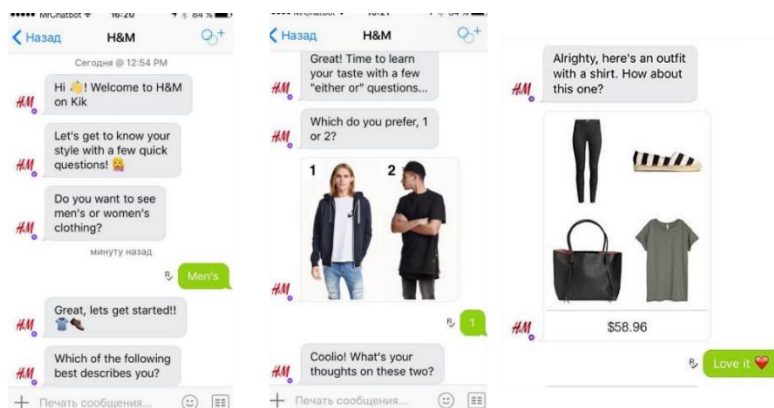 MrChatbot
16:20
84 %
Назад
H&M
Сегодня @ 12:54 PM
Hi 👋! Welcome to H&M
on Kik
H&M
Let's get to know your
style with a few quick
questions! 🙋
H&M
Do you want to see
men's or women's
clothing?
H&M
минуту назад
Men's
Great, lets get started!!
👕👞
H&M
Which of the following
best describes you?
H&M
Печать сообщения...
MrChatbot
16:21
84 %
Назад
H&M
Great! Time to learn
your taste with a few
"either or" questions...
H&M
Which do you prefer, 1
or 2?
1
2
H&M
1
Coolio! What's your
thoughts on these two?
H&M
Печать сообщения...
Alrighty, here's an outfit
with a shirt. How about
this one?
H&M
$58.96
H&M
Love it ❤️